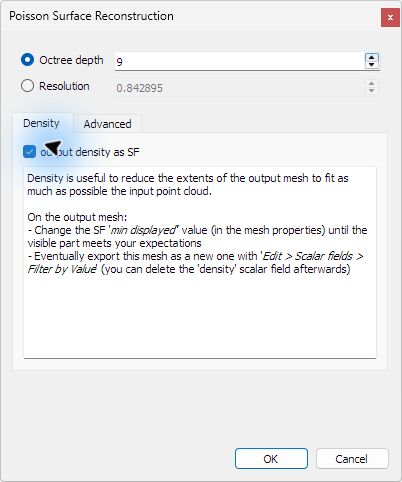 Poisson Surface Reconstruction
Octree depth 9
Resolution 0.842895
Density Advanced
output density as SF
Density is useful to reduce the extents of the output mesh to fit as
much as possible the input point cloud.
On the output mesh:
- Change the SF 'min displayed' value (in the mesh properties) until the
visible part meets your expectations
- Eventually export this mesh as a new one with 'Edit > Scalar fields >
Filter by Value' (you can delete the 'density' scalar field afterwards)
OK Cancel